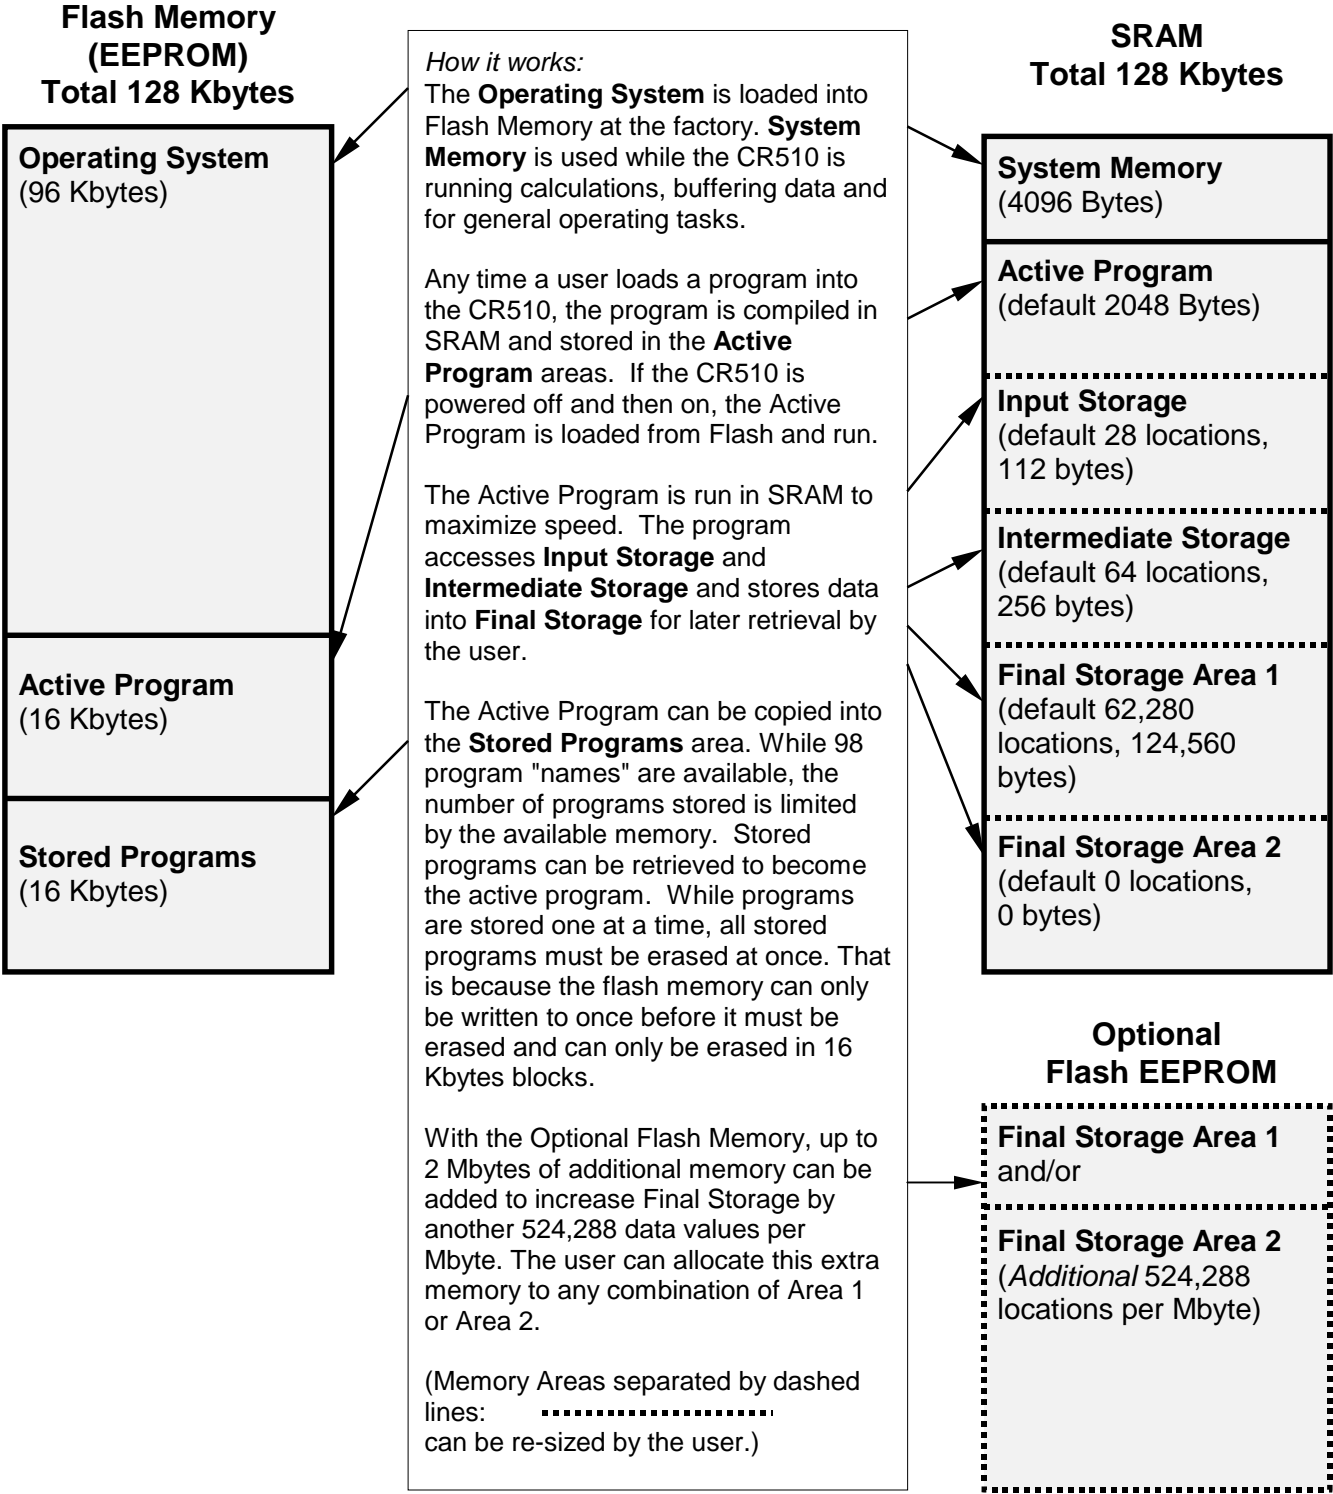 Flash Memory
(EEPROM)
Total 128 Kbytes
Operating System
(96 Kbytes)
Active Program
(16 Kbytes)
Stored Programs
(16 Kbytes)
How it works:
The Operating System is loaded into
Flash Memory at the factory. System
Memory is used while the CR510 is
running calculations, buffering data and
for general operating tasks.
Any time a user loads a program into
the CR510, the program is compiled in
SRAM and stored in the Active
Program areas.  If the CR510 is
powered off and then on, the Active
Program is loaded from Flash and run.
The Active Program is run in SRAM to
maximize speed.  The program
accesses Input Storage and
Intermediate Storage and stores data
into Final Storage for later retrieval by
the user.
The Active Program can be copied into
the Stored Programs area. While 98
program "names" are available, the
number of programs stored is limited
by the available memory.  Stored
programs can be retrieved to become
the active program.  While programs
are stored one at a time, all stored
programs must be erased at once. That
is because the flash memory can only
be written to once before it must be
erased and can only be erased in 16
Kbytes blocks.
With the Optional Flash Memory, up to
2 Mbytes of additional memory can be
added to increase Final Storage by
another 524,288 data values per
Mbyte. The user can allocate this extra
memory to any combination of Area 1
or Area 2.
(Memory Areas separated by dashed
lines:
can be re-sized by the user.)
SRAM
Total 128 Kbytes
System Memory
(4096 Bytes)
Active Program
(default 2048 Bytes)
Input Storage
(default 28 locations,
112 bytes)
Intermediate Storage
(default 64 locations,
256 bytes)
Final Storage Area 1
(default 62,280
locations, 124,560
bytes)
Final Storage Area 2
(default 0 locations,
0 bytes)
Optional
Flash EEPROM
Final Storage Area 1
and/or
Final Storage Area 2
(Additional 524,288
locations per Mbyte)